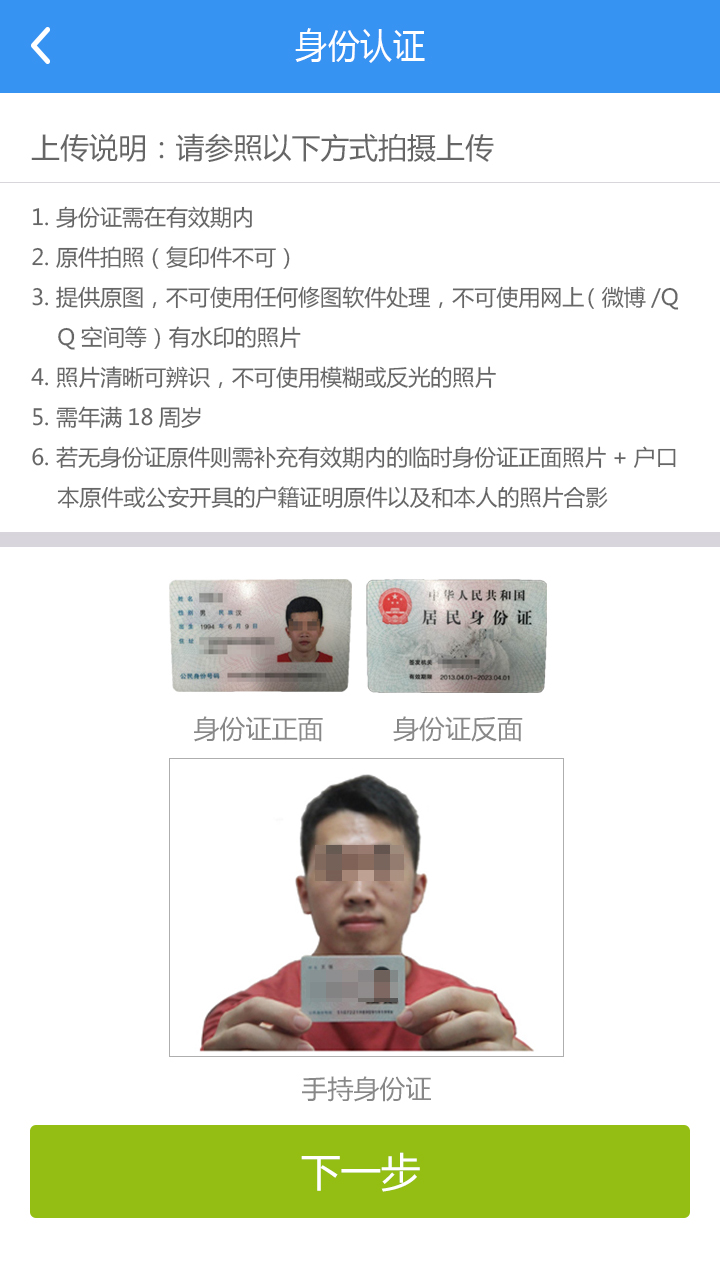 身份认证
上传说明：请参照以下方式拍摄上传
1. 身份证需在有效期内
2. 原件拍照（复印件不可）
3. 提供原图，不可使用任何修图软件处理，不可使用网上（微博 /Q
Q 空间等）有水印的照片
4. 照片清晰可辨识，不可使用模糊或反光的照片
5. 需年满 18 周岁
6. 若无身份证原件则需补充有效期内的临时身份证正面照片 + 户口
本原件或公安开具的户籍证明原件以及和本人的照片合影
姓 名
性 别 男 民 族 汉
出 生 1994 年 6 月 9 日
住 址
公民身份号码
中华人民共和国
居民身份证
签发机关
有效期限 2013.04.01-2023.04.01
身份证正面
身份证反面
手持身份证
下一步